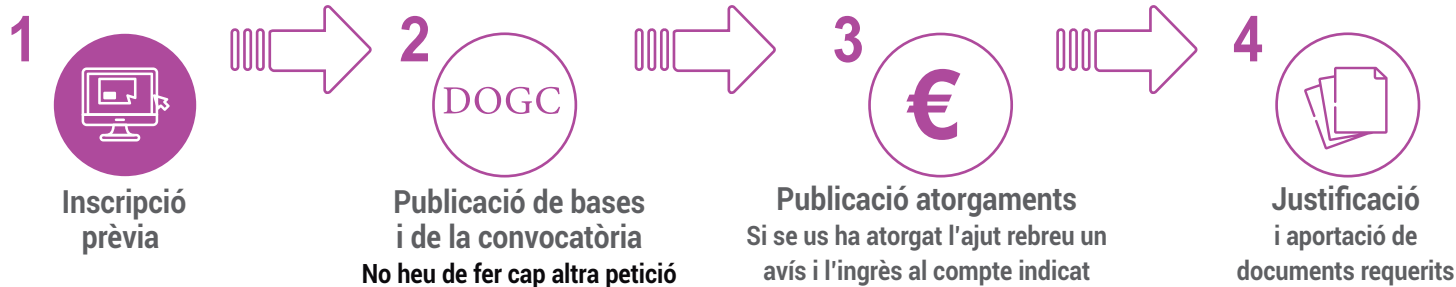 1
Inscripció
prèvia
2
DOGC
Publicació de bases
i de la convocatòria
No heu de fer cap altra petició
3
€
Publicació atorgaments
Si se us ha atorgat l'ajut rebreu un
avís i l'ingrès al compte indicat
4
Justificació
i aportació de
documents requerits